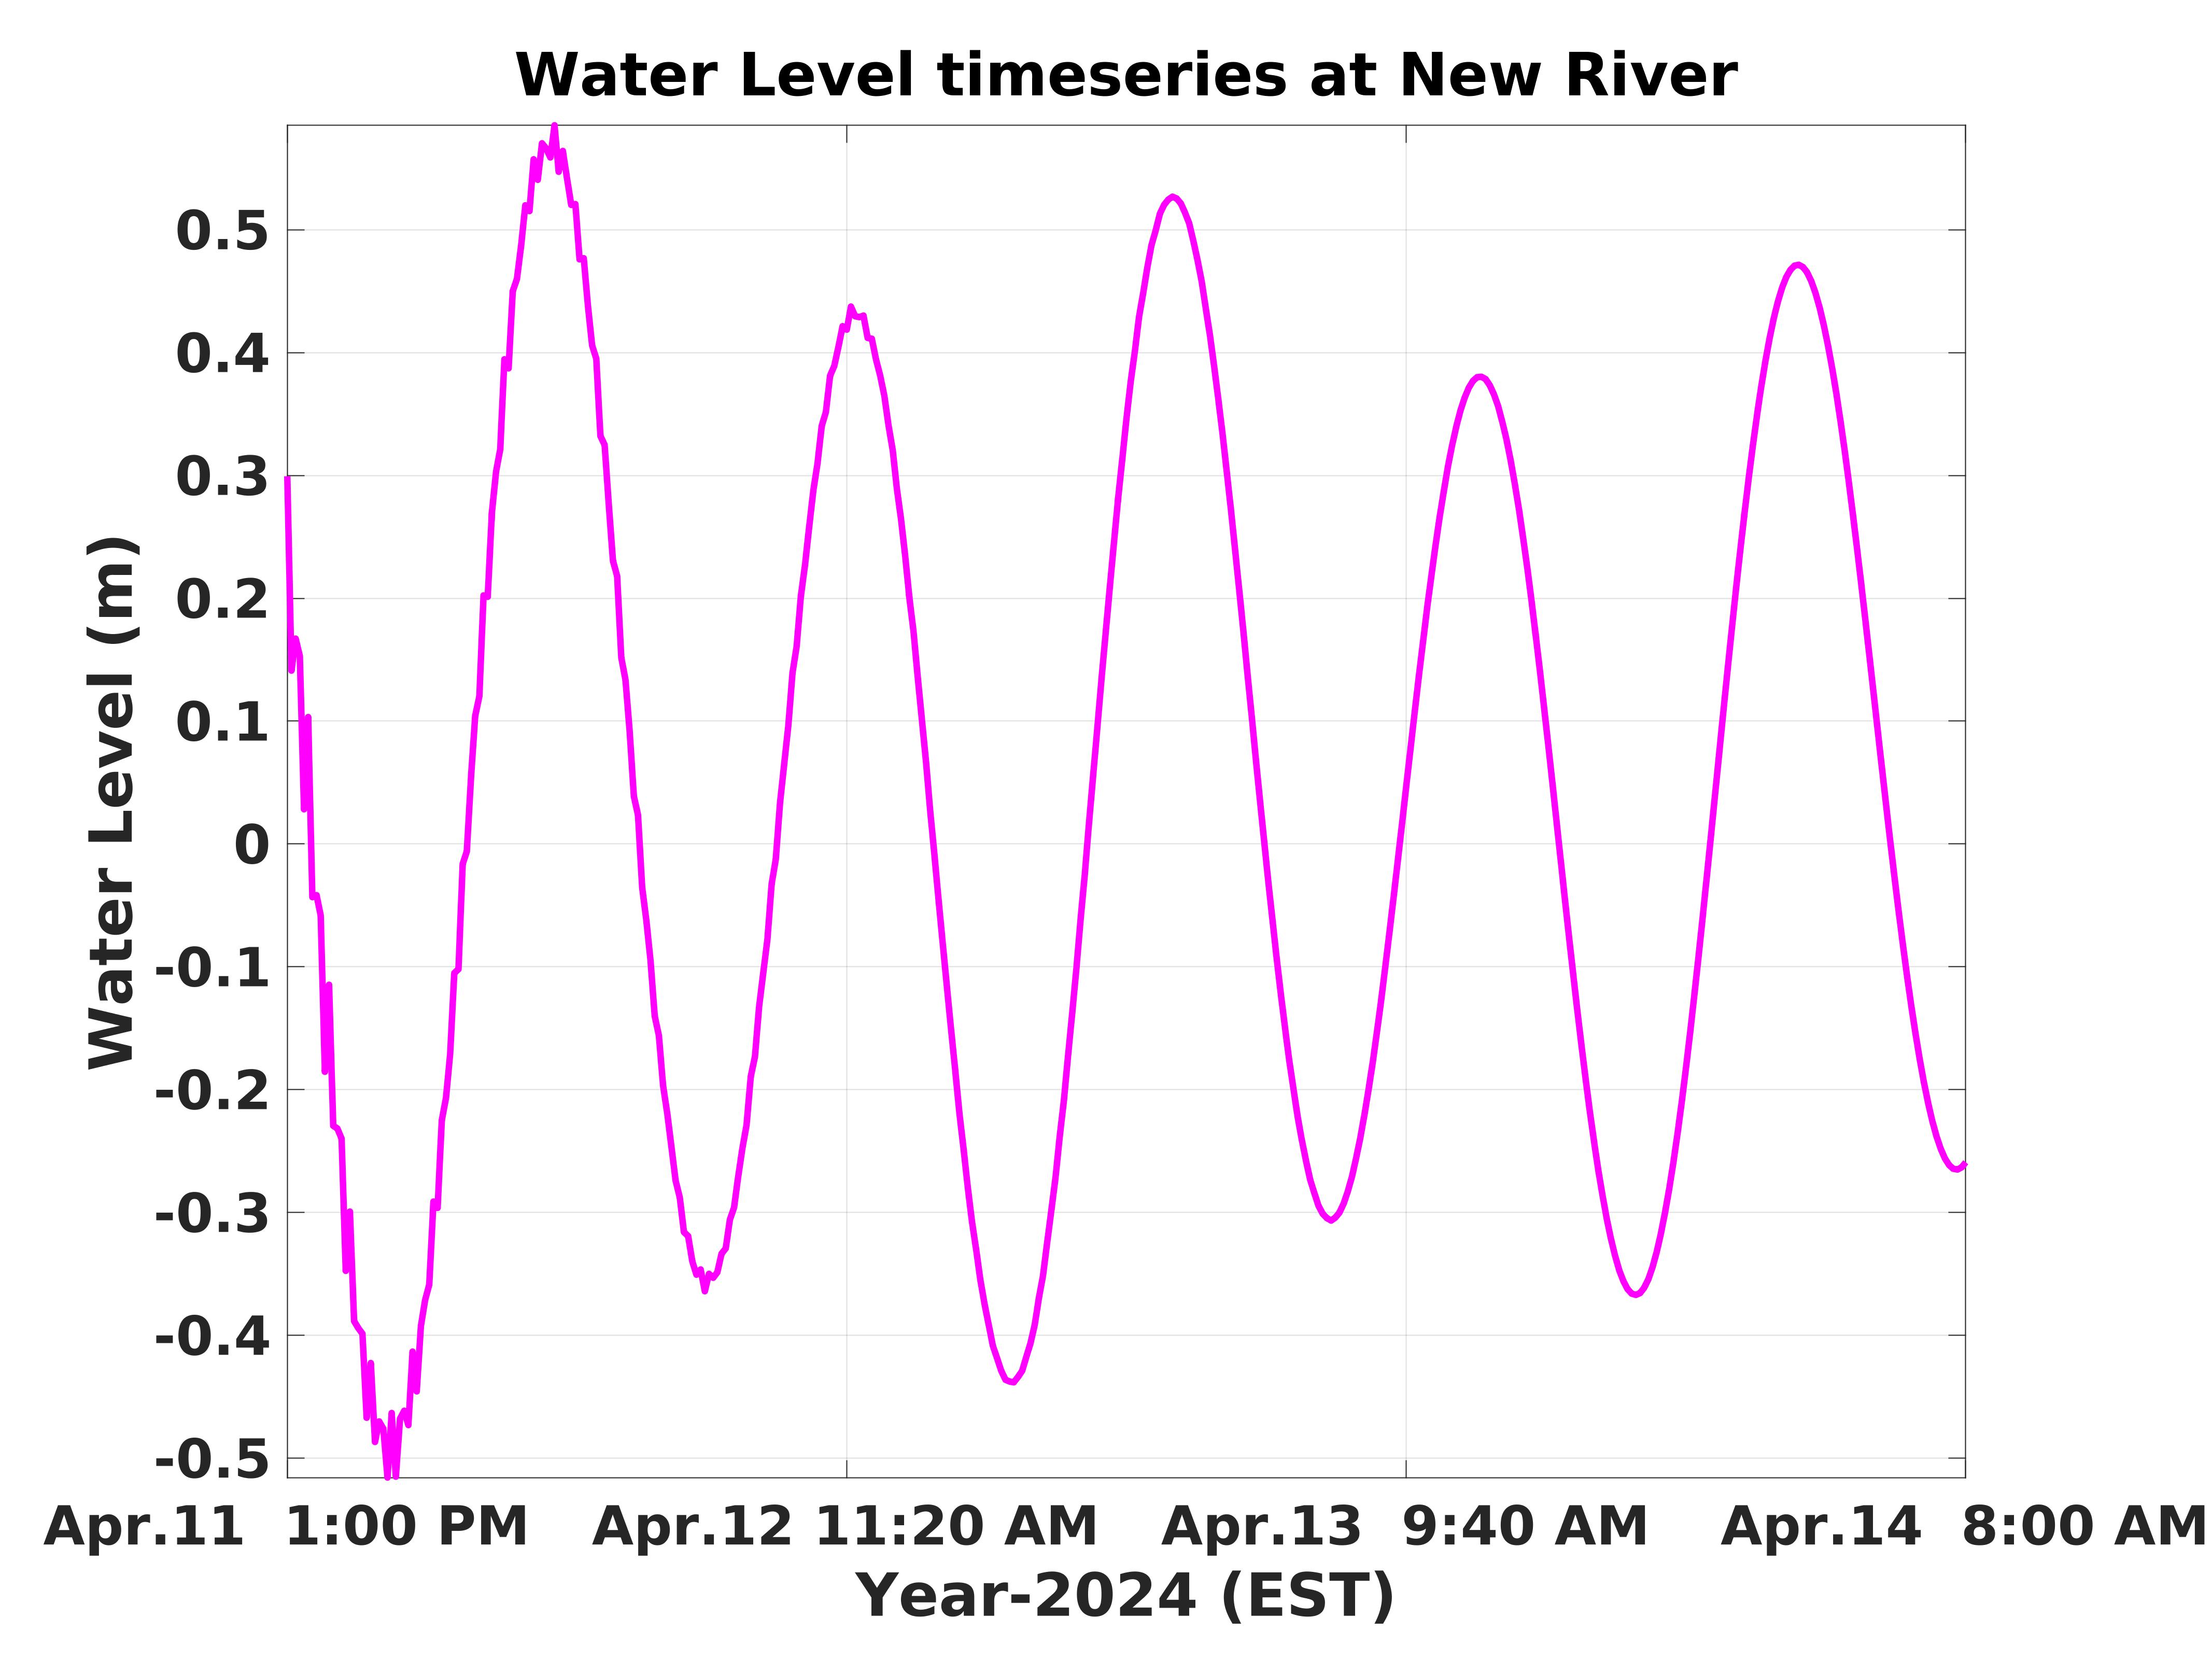 Water Level timeseries at New River
0.5
0.4
0.3
0.2
0.1
0
-0.1
-0.2
-0.3
-0.4
-0.5
Water Level (m)
Apr.11 1:00 PM Apr.12 11:20 AM Apr.13 9:40 AM Apr.14 8:00 AM
Year-2024 (EST)